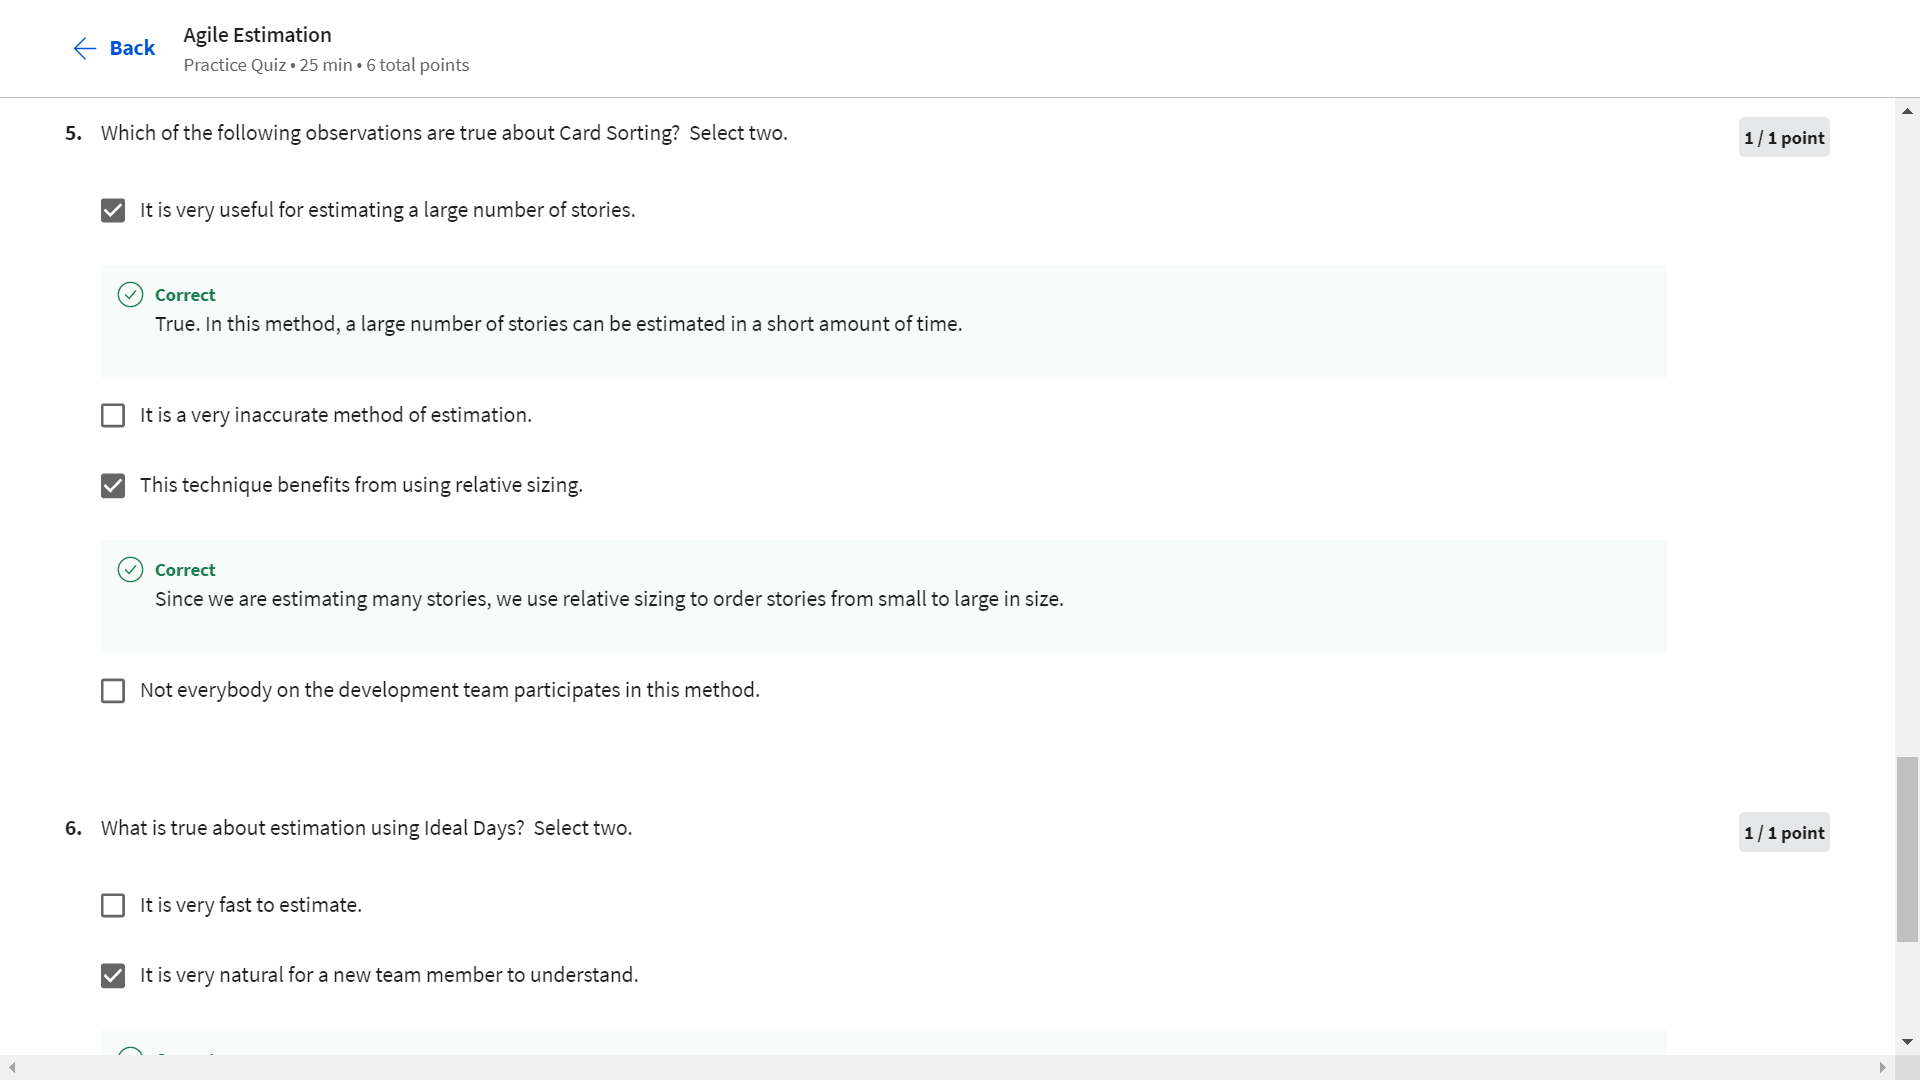 Back
Agile Estimation
Practice Quiz • 25 min • 6 total points
5. Which of the following observations are true about Card Sorting? Select two.
1 / 1 point
It is very useful for estimating a large number of stories.
Correct
True. In this method, a large number of stories can be estimated in a short amount of time.
It is a very inaccurate method of estimation.
This technique benefits from using relative sizing.
Correct
Since we are estimating many stories, we use relative sizing to order stories from small to large in size.
Not everybody on the development team participates in this method.
6. What is true about estimation using Ideal Days? Select two.
1 / 1 point
It is very fast to estimate.
It is very natural for a new team member to understand.